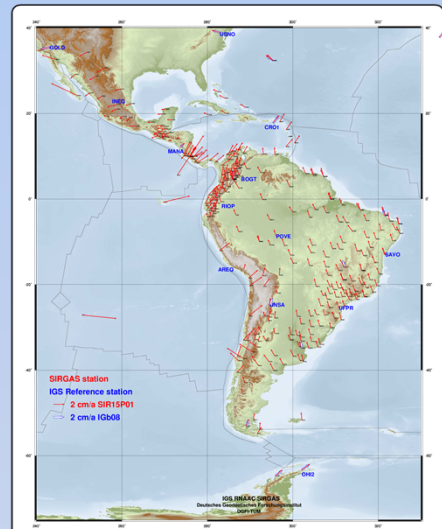 USNO
GOLD
INEG
CRO1
MANA
BOGT
RIOP
POVE
SAVO
AREQ
UNSA
UFPR
SIRGAS station
IGS Reference station
2 cm/a SIR15P01
2 cm/a IGb08
OHI2
IGS RNAAC SIRGAS
Deutsches Geodätisches Forschungsinstitut
DGFI-TUM